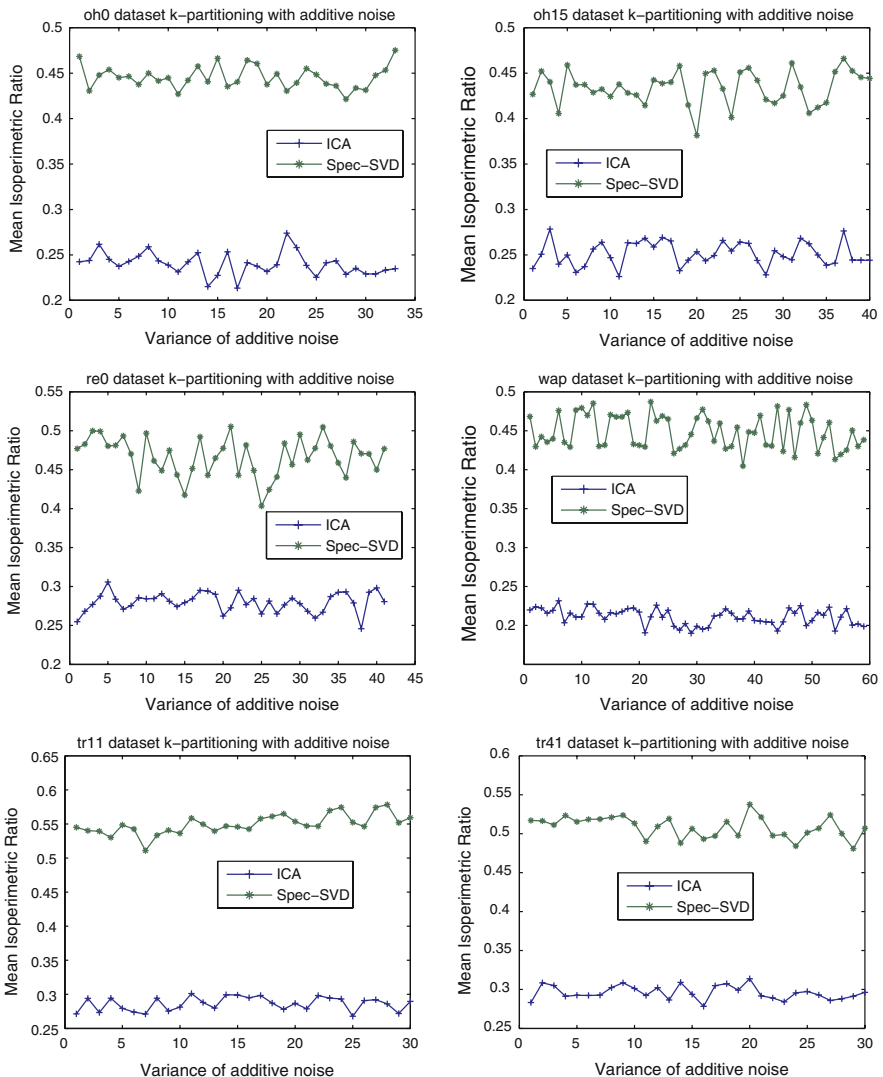 oh0 dataset k-partitioning with additive noise
0.5
0.45
0.4
0.35
0.3
0.25
0.2
Mean Isoperimetric Ratio
ICA
Spec-SVD
0 5 10 15 20 25 30 35
Variance of additive noise
oh15 dataset k-partitioning with additive noise
0.5
0.45
0.4
0.35
0.3
0.25
0.2
Mean Isoperimetric Ratio
ICA
Spec-SVD
0 5 10 15 20 25 30 35 40
Variance of additive noise
re0 dataset k-partitioning with additive noise
0.55
0.5
0.45
0.4
0.35
0.3
0.25
0.2
Mean Isoperimetric Ratio
ICA
Spec-SVD
0 5 10 15 20 25 30 35 40 45
Variance of additive noise
wap dataset k-partitioning with additive noise
0.5
0.45
0.4
0.35
0.3
0.25
0.2
Mean Isoperimetric Ratio
ICA
Spec-SVD
0 10 20 30 40 50 60
Variance of additive noise
tr11 dataset k-partitioning with additive noise
0.65
0.6
0.55
0.5
0.45
0.4
0.35
0.3
0.25
Mean Isoperimetric Ratio
ICA
Spec-SVD
0 5 10 15 20 25 30
Variance of additive noise
tr41 dataset k-partitioning with additive noise
0.6
0.55
0.5
0.45
0.4
0.35
0.3
0.25
Mean Isoperimetric Ratio
ICA
Spec-SVD
0 5 10 15 20 25 30
Variance of additive noise